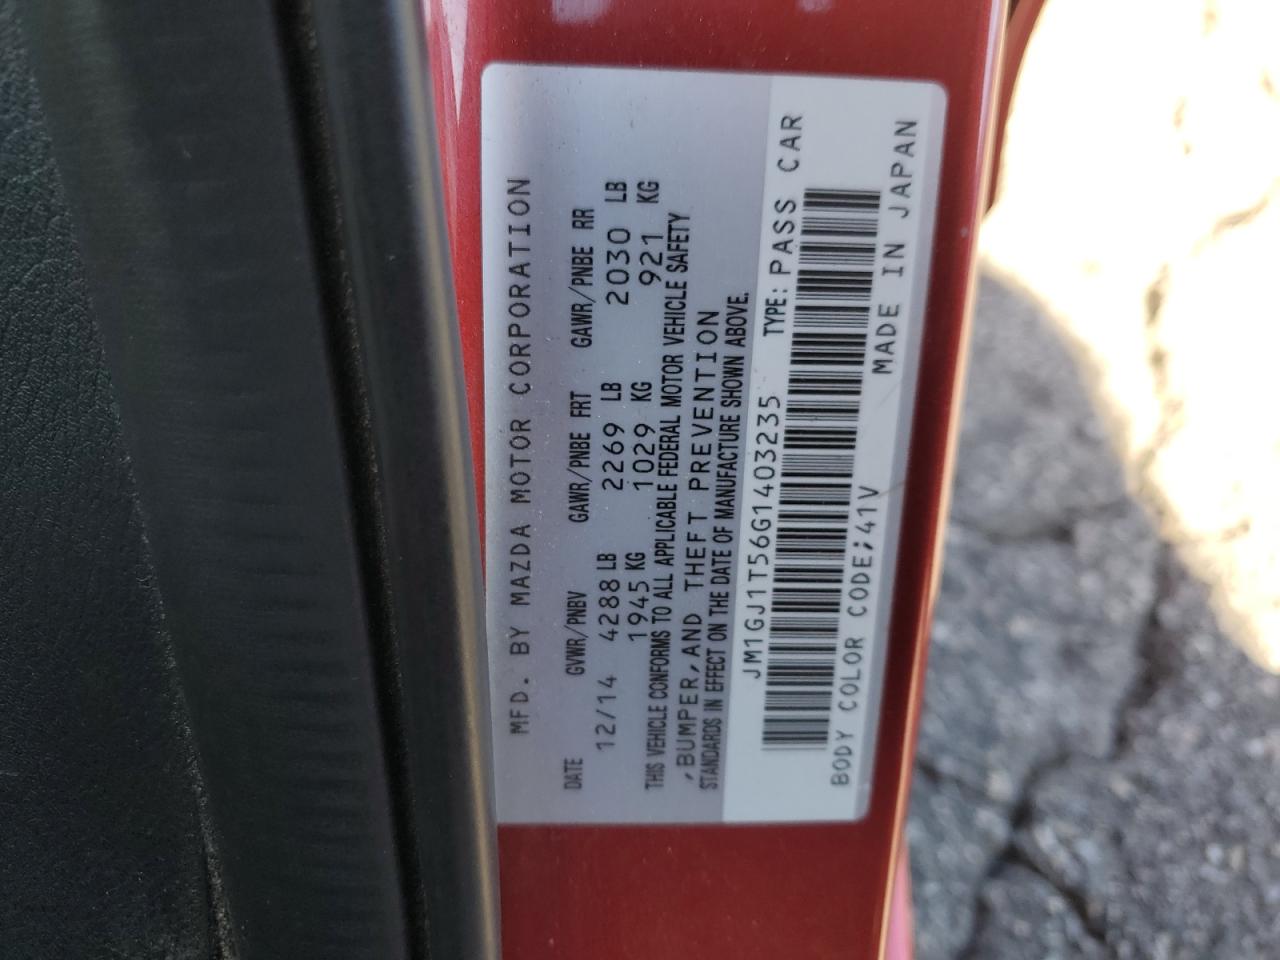 MFD. BY MAZDA MOTOR CORPORATION
DATE GVWR/PNBV GAWR/PNBE FRT GAWR/PNBE RR
12/14 4288 LB 2269 LB 2030 LB
1945 KG 1029 KG 921 KG
THIS VEHICLE CONFORMS TO ALL APPLICABLE FEDERAL MOTOR VEHICLE SAFETY
,BUMPER,AND THEFT PREVENTION
STANDARDS IN EFFECT ON THE DATE OF MANUFACTURE SHOWN ABOVE.
JM1GJ1T56G1403235 TYPE: PASS CAR
BODY COLOR CODE;41V MADE IN JAPAN